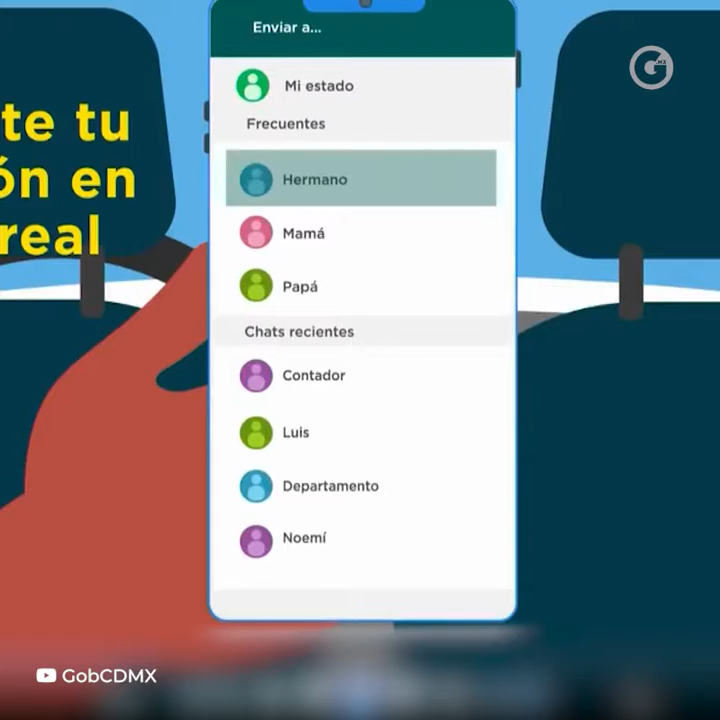 Enviar a...
Mi estado
Frecuentes
Hermano
Mamá
Papá
Chats recientes
Contador
Luis
Departamento
Noemí
te tu
ón en
real
G MX
GobCDMX